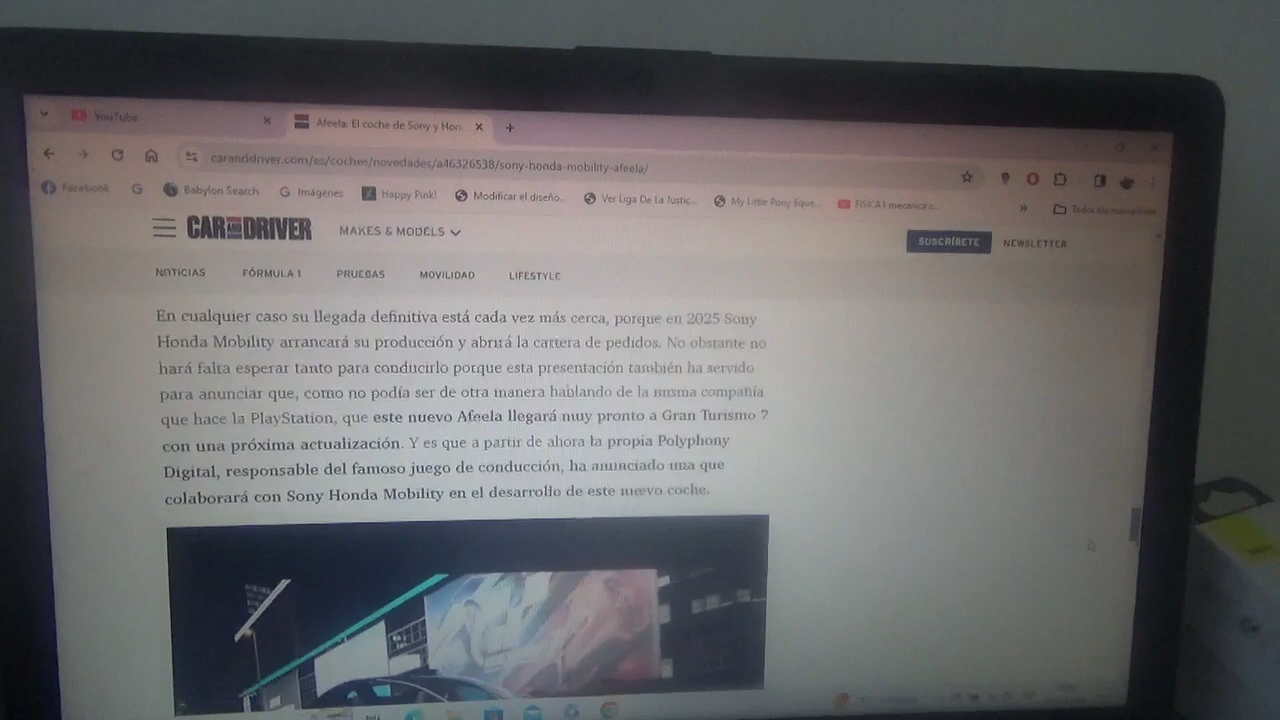 YouTube
Afeela: El coche de Sony y Hon
caranddriver.com/es/coches/novedades/a46326538/sony-honda-mobility-afeela/
Facebook
Babylon Search
Imágenes
Happy Pink!
Modificar el diseño...
Ver Liga De La Justic...
My Little Pony Eque...
FISICA I mecanica c...
»
Todos los marcadores
CAR AND DRIVER
MAKES & MODELS
SUSCRÍBETE
NEWSLETTER
NOTICIAS
FÓRMULA 1
PRUEBAS
MOVILIDAD
LIFESTYLE
En cualquier caso su llegada definitiva está cada vez más cerca, porque en 2025 Sony
Honda Mobility arrancará su producción y abrirá la cartera de pedidos. No obstante no
hará falta esperar tanto para conducirlo porque esta presentación también ha servido
para anunciar que, como no podía ser de otra manera hablando de la misma compañía
que hace la PlayStation, que este nuevo Afeela llegará muy pronto a Gran Turismo 7
con una próxima actualización. Y es que a partir de ahora la propia Polyphony
Digital, responsable del famoso juego de conducción, ha anunciado una que
colaborará con Sony Honda Mobility en el desarrollo de este nuevo coche.